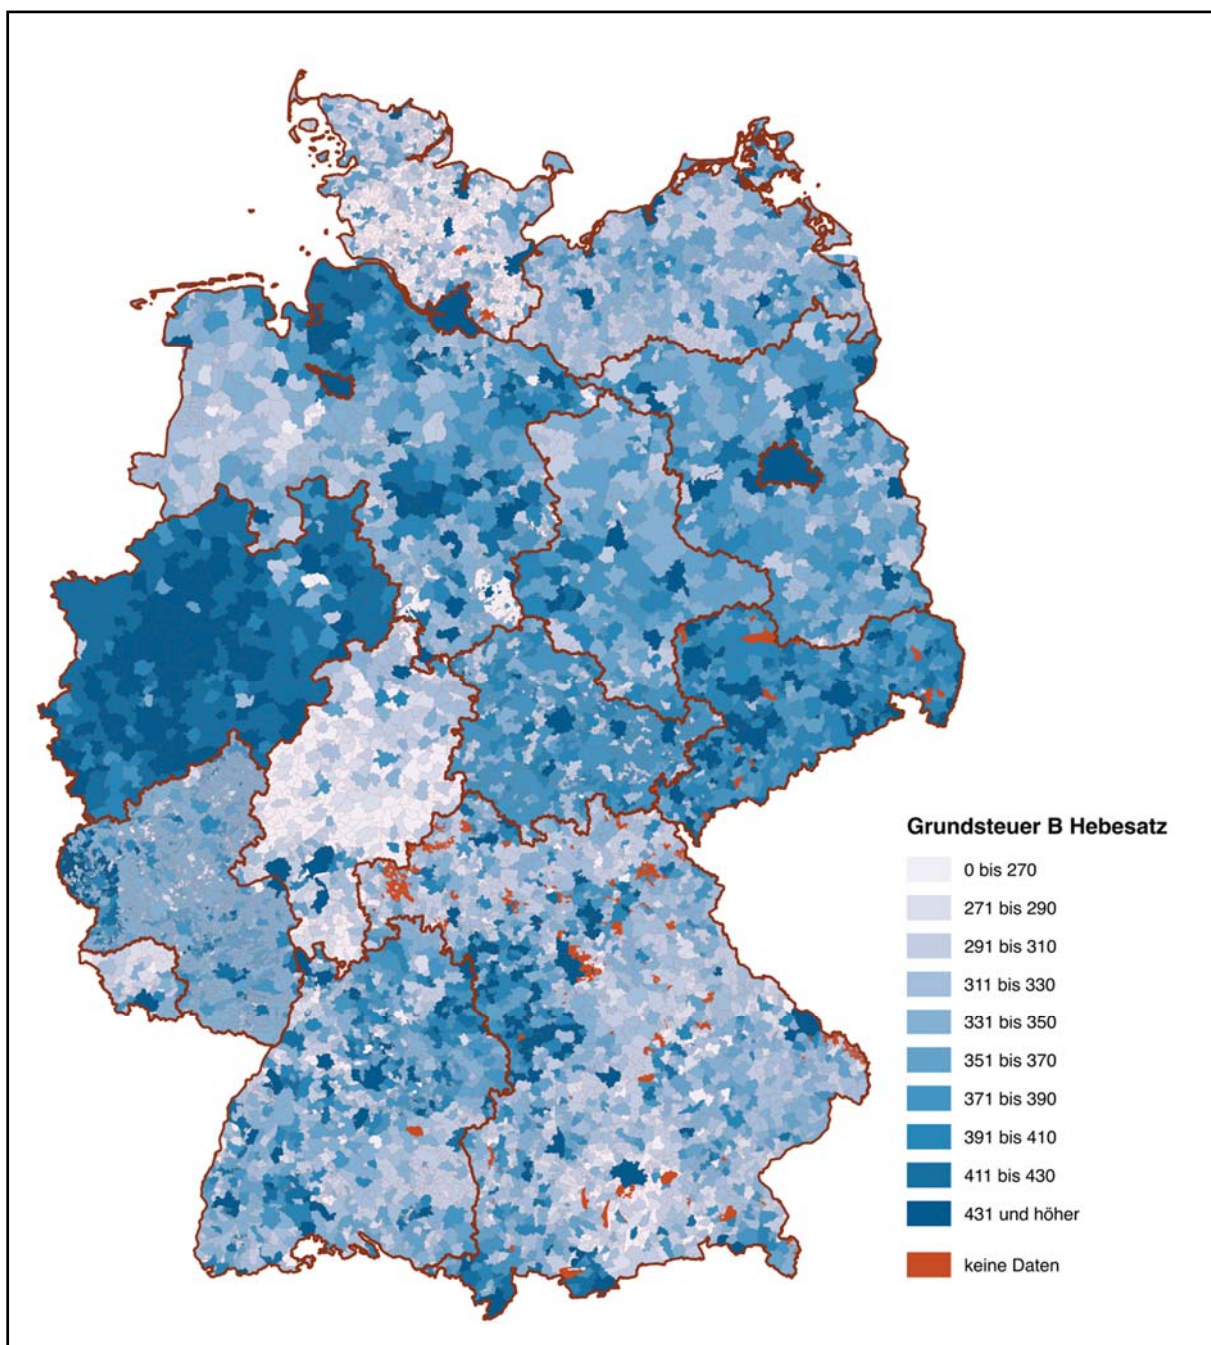 Grundsteuer B Hebesatz
0 bis 270
271 bis 290
291 bis 310
311 bis 330
331 bis 350
351 bis 370
371 bis 390
391 bis 410
411 bis 430
431 und höher
keine Daten